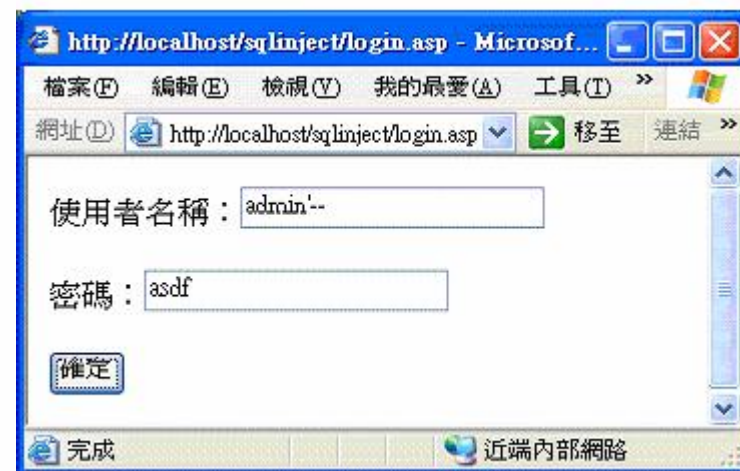 http://localhost/sqlinject/login.asp - Microsof...
檔案(F) 編輯(E) 檢視(V) 我的最愛(A) 工具(T) »
網址(D) http://localhost/sqlinject/login.asp 移至 連結 »
使用者名稱：admin'--
密碼：asdf
確定
完成 近端內部網路